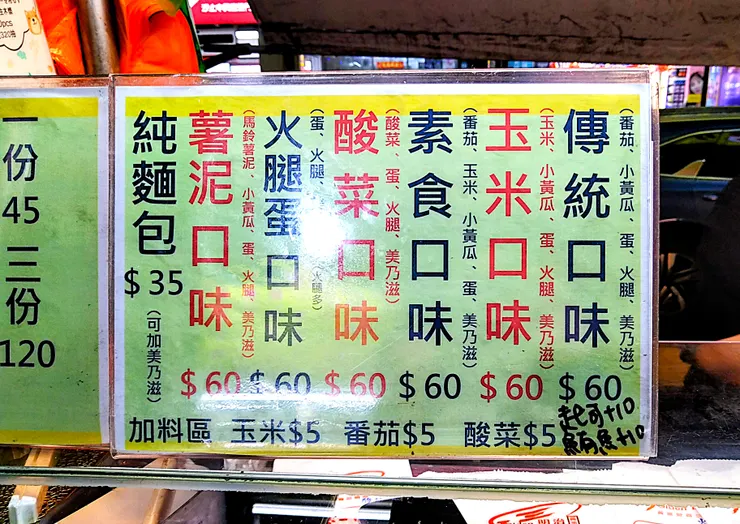 傳統口味
(番茄、小黃瓜、蛋、火腿、美乃滋)
$60
玉米口味
(玉米、小黃瓜、蛋、火腿、美乃滋)
$60
素食口味
(番茄、玉米、小黃瓜、蛋、美乃滋)
$60
酸菜口味
(酸菜、蛋、火腿、美乃滋)
$60
火腿蛋口味
(蛋、火腿、
火腿多)
$60
薯泥口味
(馬鈴薯泥、小黃瓜、蛋、火腿、美乃滋)
$60
純麵包
$35
(可加美乃滋)
加料區 玉米$5 番茄$5 酸菜$5
起司+10
一份
45
三份
120